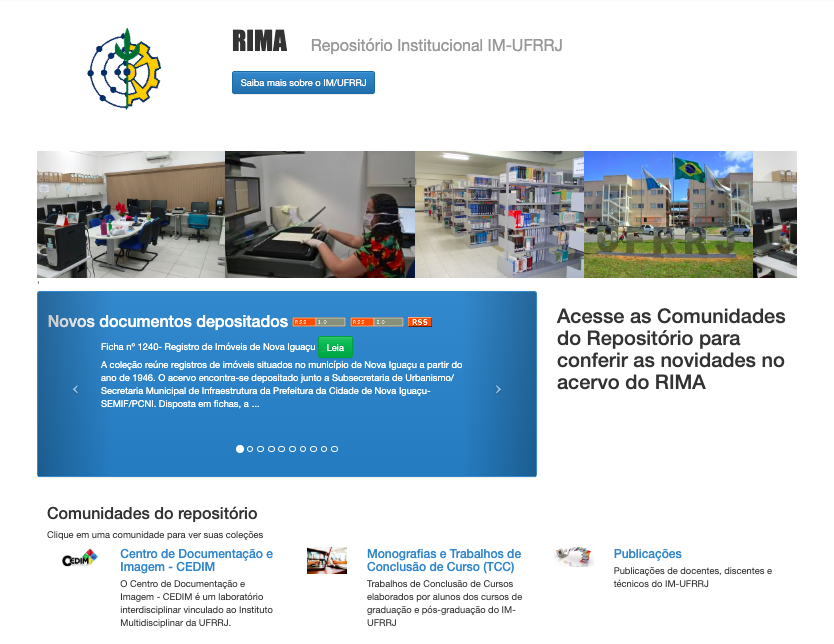 RIMA Repositório Institucional IM-UFRRJ
Saiba mais sobre o IM/UFRRJ
UFRRJ
Novos documentos depositados RSS 1.0 RSS 2.0 RSS
Ficha nº 1240- Registro de Imóveis de Nova Iguaçu Leia
A coleção reúne registros de imóveis situados no município de Nova Iguaçu a partir do
ano de 1946. O acervo encontra-se depositado junto a Subsecretaria de Urbanismo/
Secretaria Municipal de Infraestrutura da Prefeitura da Cidade de Nova Iguaçu-
SEMIF/PCNI. Disposta em fichas, a ...
Acesse as Comunidades
do Repositório para
conferir as novidades no
acervo do RIMA
Comunidades do repositório
Clique em uma comunidade para ver suas coleções
CEDIM
Centro de Documentação e
Imagem - CEDIM
O Centro de Documentação e
Imagem - CEDIM é um laboratório
interdisciplinar vinculado ao Instituto
Multidisciplinar da UFRRJ.
Monografias e Trabalhos de
Conclusão de Curso (TCC)
Trabalhos de Conclusão de Cursos
elaborados por alunos dos cursos de
graduação e pós-graduação do IM-
UFRRJ
Publicações
Publicações de docentes, discentes e
técnicos do IM-UFRRJ